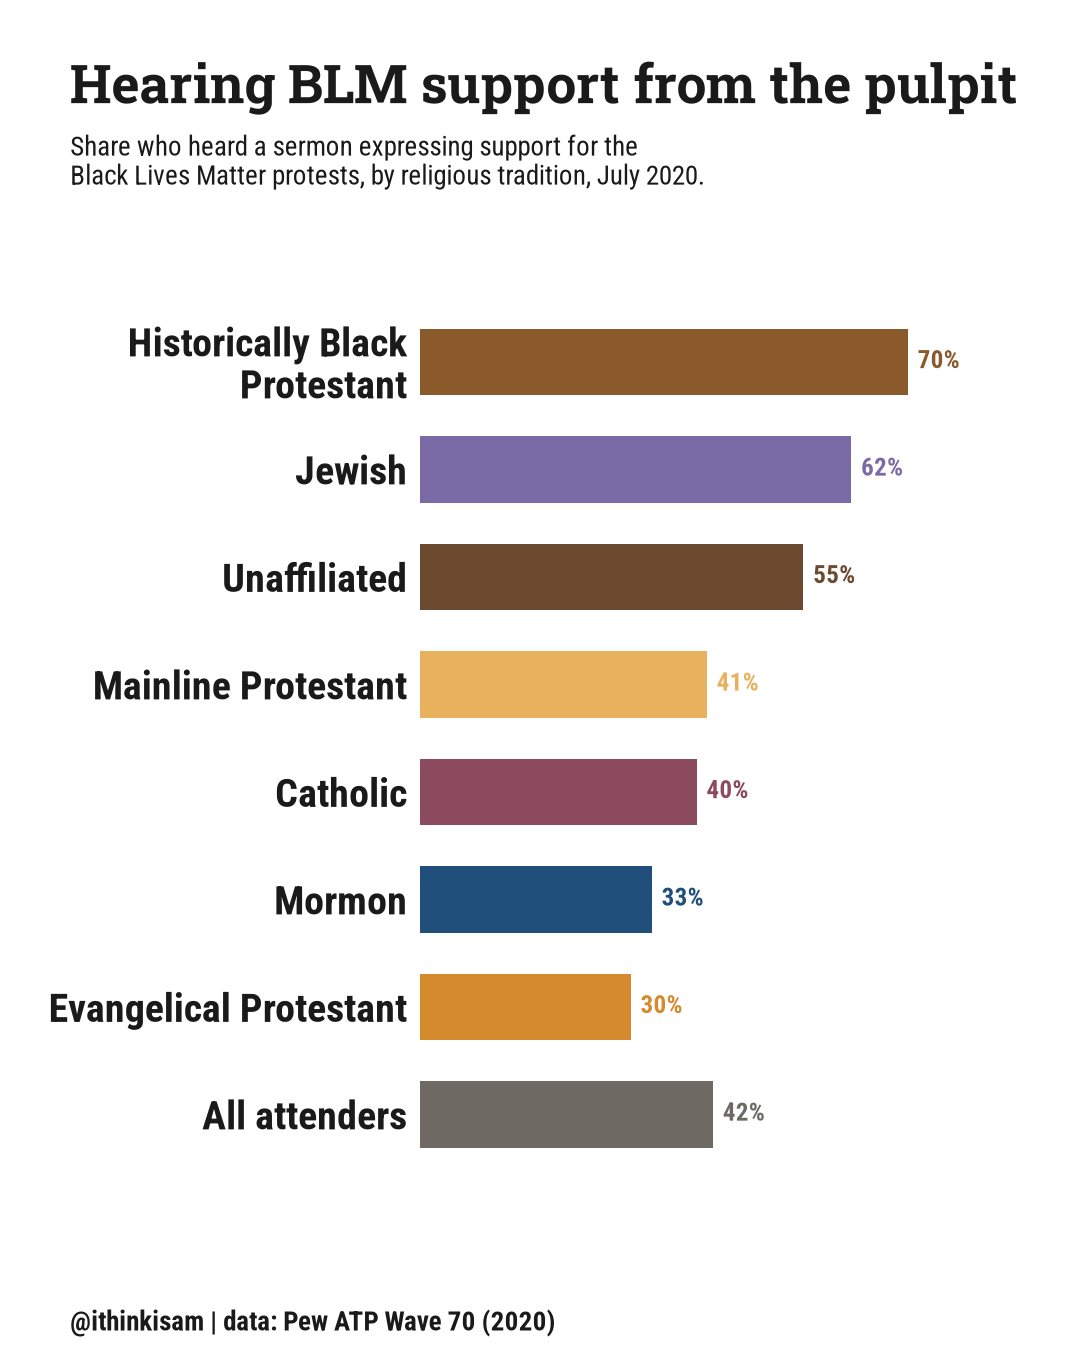 Hearing BLM support from the pulpit
Share who heard a sermon expressing support for the
Black Lives Matter protests, by religious tradition, July 2020.
Historically Black
Protestant
70%
Jewish
62%
Unaffiliated
55%
Mainline Protestant
41%
Catholic
40%
Mormon
33%
Evangelical Protestant
30%
All attenders
42%
@ithinkisam | data: Pew ATP Wave 70 (2020)